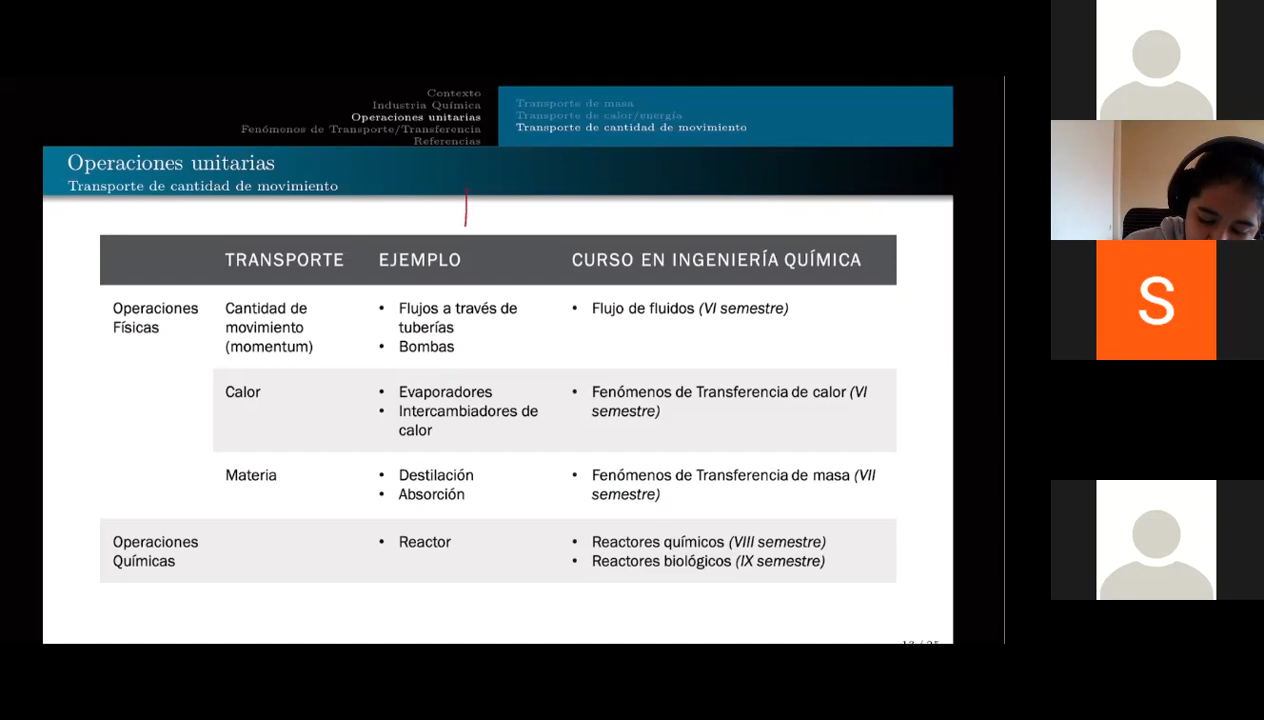 Contexto
Industria Química
Operaciones unitarias
Fenómenos de Transporte/Transferencia
Referencias
Transporte de masa
Transporte de calor/energía
Transporte de cantidad de movimiento
Operaciones unitarias
Transporte de cantidad de movimiento
TRANSPORTE EJEMPLO CURSO EN INGENIERÍA QUÍMICA
Operaciones Físicas
Cantidad de movimiento (momentum)
• Flujos a través de tuberías
• Bombas
• Flujo de fluidos (VI semestre)
Calor
• Evaporadores
• Intercambiadores de calor
• Fenómenos de Transferencia de calor (VI semestre)
Materia
• Destilación
• Absorción
• Fenómenos de Transferencia de masa (VII semestre)
Operaciones Químicas
• Reactor
• Reactores químicos (VIII semestre)
• Reactores biológicos (IX semestre)
S